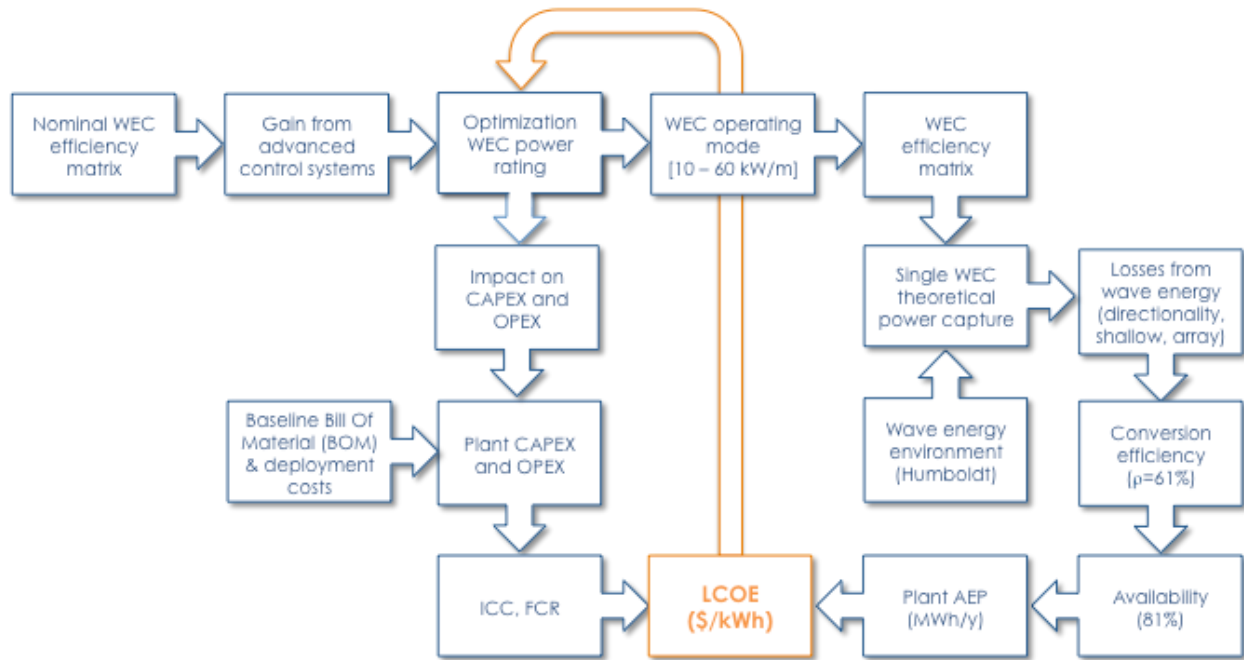 Nominal WEC
efficiency
matrix
Gain from
advanced
control systems
Optimization
WEC power
rating
WEC operating
mode
[10 – 60 kW/m]
WEC
efficiency
matrix
Impact on
CAPEX and
OPEX
Single WEC
theoretical
power capture
Losses from
wave energy
(directionality,
shallow, array)
Baseline Bill Of
Material (BOM)
& deployment
costs
Plant CAPEX
and OPEX
Wave energy
environment
(Humboldt)
Conversion
efficiency
(ρ=61%)
ICC, FCR
LCOE
($/kWh)
Plant AEP
(MWh/y)
Availability
(81%)